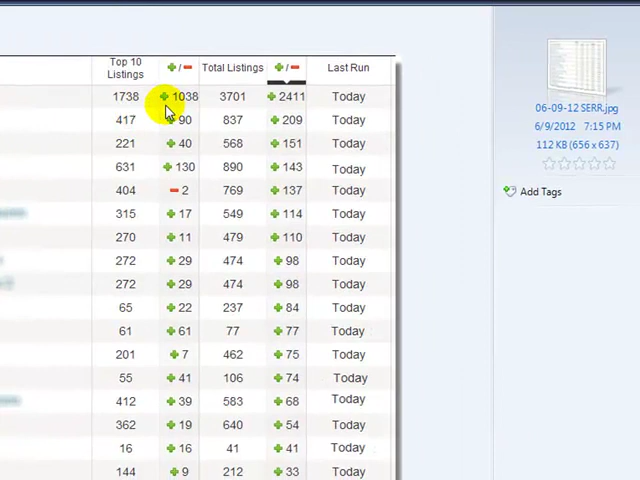 Top 10 Listings + / - Total Listings + / - Last Run
1738 + 1038 3701 + 2411 Today
417 + 90 837 + 209 Today
221 + 40 568 + 151 Today
631 + 130 890 + 143 Today
404 - 2 769 + 137 Today
315 + 17 549 + 114 Today
270 + 11 479 + 110 Today
272 + 29 474 + 98 Today
272 + 29 474 + 98 Today
65 + 22 237 + 84 Today
61 + 61 77 + 77 Today
201 + 7 462 + 75 Today
55 + 41 106 + 74 Today
412 + 39 583 + 68 Today
362 + 19 640 + 54 Today
16 + 16 41 + 41 Today
144 + 9 212 + 33 Today
06-09-12 SERR.jpg
6/9/2012 7:15 PM
112 KB (656 x 637)
Add Tags